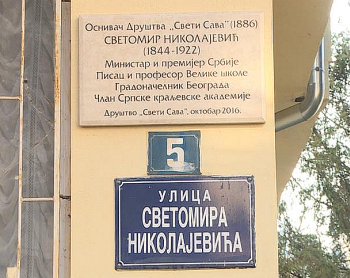 Оснивач Друштва „Свети Сава" (1886)
СВЕТОМИР НИКОЛАЈЕВИЋ
(1844-1922)
Министар и премијер Србије
Писац и професор Велике школе
Градоначелник Београда
Члан Српске краљевске академије
Друштво „Свети Сава", октобар 2016.
5
УЛИЦА
СВЕТОМИРА
НИКОЛАЈЕВИЋА